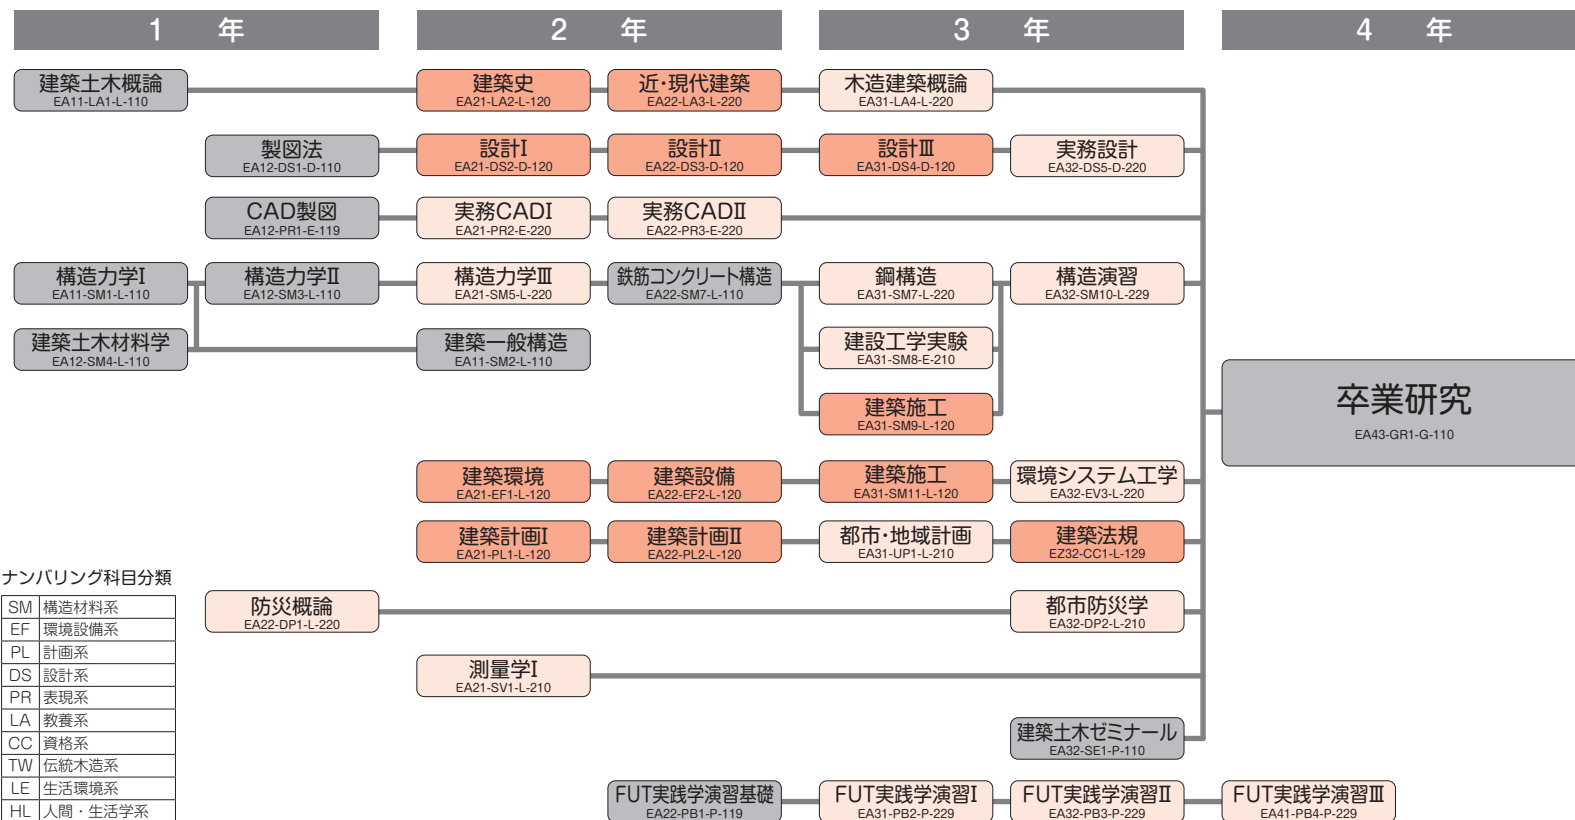 1 年
2 年
3 年
4 年
建築土木概論
EA11-LA1-L-110
建築史
EA21-LA2-L-120
近・現代建築
EA22-LA3-L-220
木造建築概論
EA31-LA4-L-220
製図法
EA12-DS1-D-110
設計Ⅰ
EA21-DS2-D-120
設計Ⅱ
EA22-DS3-D-120
設計Ⅲ
EA31-DS4-D-120
実務設計
EA32-DS5-D-220
CAD製図
EA12-PR1-E-119
実務CADⅠ
EA21-PR2-E-220
実務CADⅡ
EA22-PR3-E-220
構造力学Ⅰ
EA11-SM1-L-110
構造力学Ⅱ
EA12-SM3-L-110
構造力学Ⅲ
EA21-SM5-L-220
鉄筋コンクリート構造
EA22-SM7-L-110
鋼構造
EA31-SM7-L-220
構造演習
EA32-SM10-L-229
建築土木材料学
EA12-SM4-L-110
建築一般構造
EA11-SM2-L-110
建設工学実験
EA31-SM8-E-210
建築施工
EA31-SM9-L-120
卒業研究
EA43-GR1-G-110
建築環境
EA21-EF1-L-120
建築設備
EA22-EF2-L-120
建築施工
EA31-SM11-L-120
環境システム工学
EA32-EV3-L-220
建築計画Ⅰ
EA21-PL1-L-120
建築計画Ⅱ
EA22-PL2-L-120
都市・地域計画
EA31-UP1-L-210
建築法規
EZ32-CC1-L-129
防災概論
EA22-DP1-L-220
都市防災学
EA32-DP2-L-210
測量学Ⅰ
EA21-SV1-L-210
建築土木ゼミナール
EA32-SE1-P-110
FUT実践学演習基礎
EA22-PB1-P-119
FUT実践学演習Ⅰ
EA31-PB2-P-229
FUT実践学演習Ⅱ
EA32-PB3-P-229
FUT実践学演習Ⅲ
EA41-PB4-P-229
ナンバリング科目分類
SM 構造材料系
EF 環境設備系
PL 計画系
DS 設計系
PR 表現系
LA 教養系
CC 資格系
TW 伝統木造系
LE 生活環境系
HL 人間・生活学系